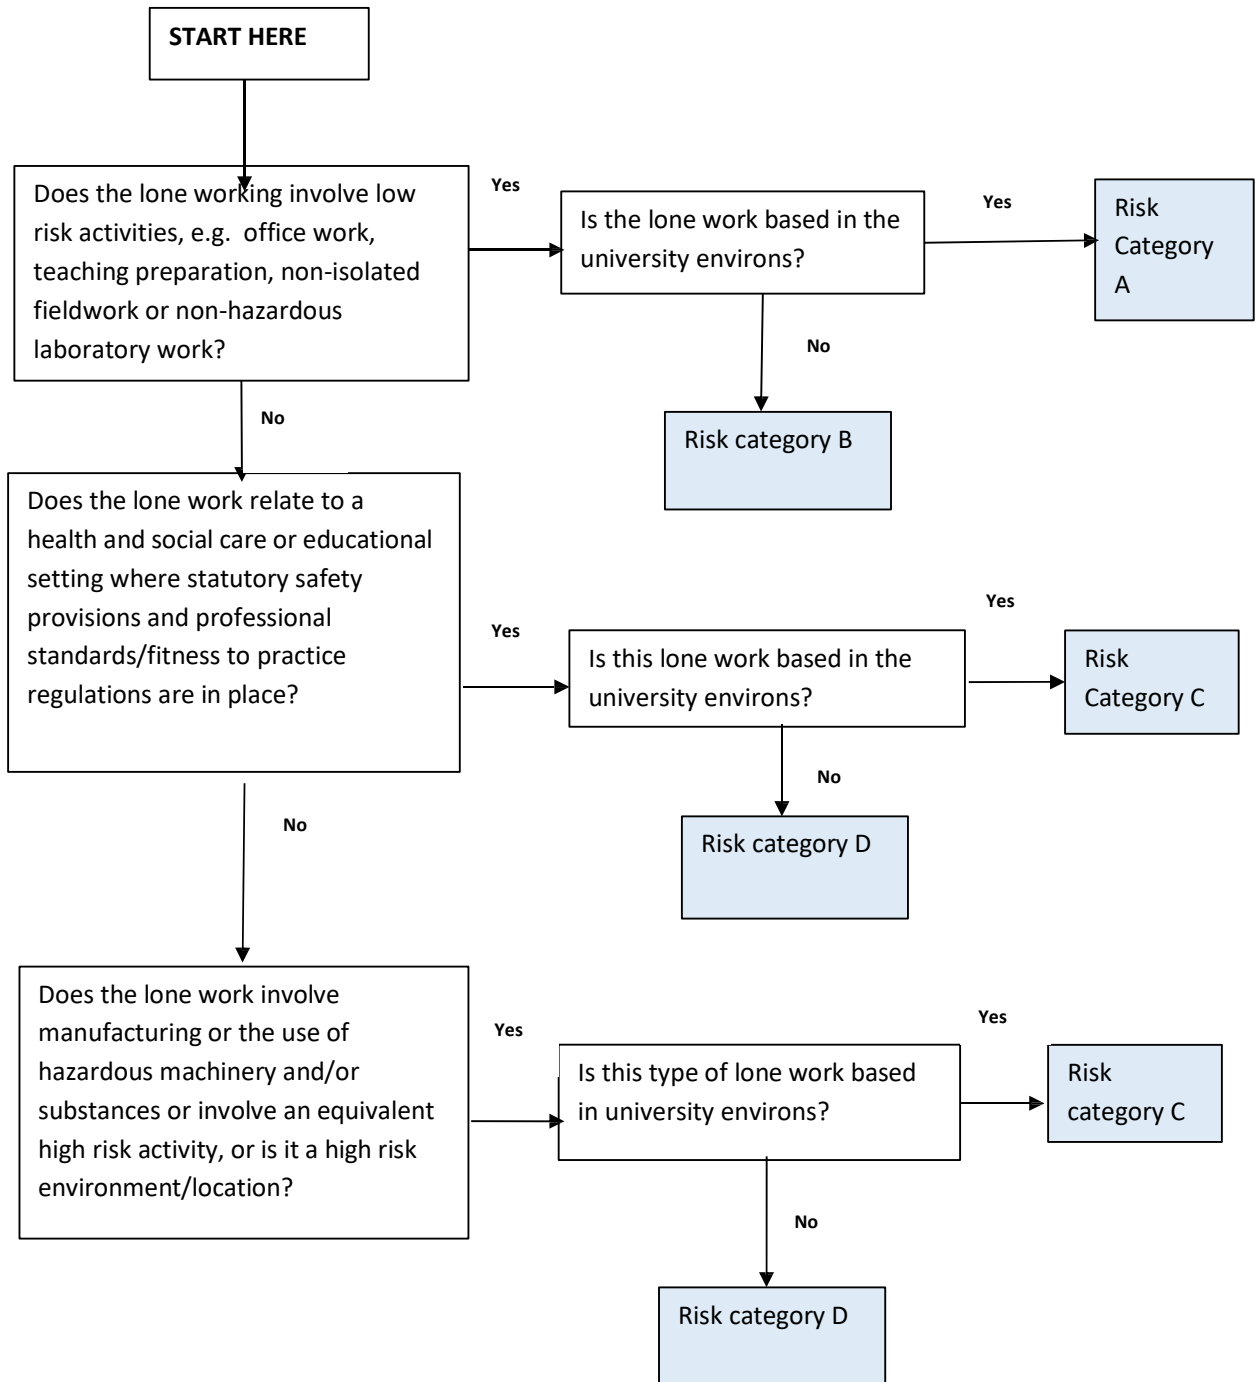 START HERE
Does the lone working involve low
risk activities, e.g. office work,
teaching preparation, non-isolated
fieldwork or non-hazardous
laboratory work?
Yes
Is the lone work based in the
university environs?
Yes
Risk
Category
A
No
Risk category B
No
Does the lone work relate to a
health and social care or educational
setting where statutory safety
provisions and professional
standards/fitness to practice
regulations are in place?
Yes
Is this lone work based in the
university environs?
Yes
Risk
Category C
No
Risk category D
No
Does the lone work involve
manufacturing or the use of
hazardous machinery and/or
substances or involve an equivalent
high risk activity, or is it a high risk
environment/location?
Yes
Is this type of lone work based
in university environs?
Yes
Risk
category C
No
Risk category D